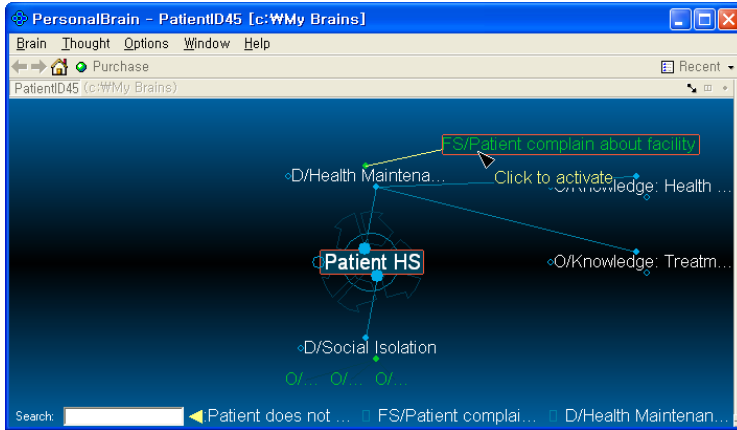 PersonalBrain - PatientID45 [c:₩My Brains]
Brain Thought Options Window Help
Purchase Recent
PatientID45 (c:₩My Brains)
FS/Patient complain about facility
D/Health Maintena... Click to activate O/Knowledge: Health ...
Patient HS O/Knowledge: Treatm...
D/Social Isolation
O/... O/... O/...
Search: :Patient does not ... FS/Patient complai... D/Health Maintenan...